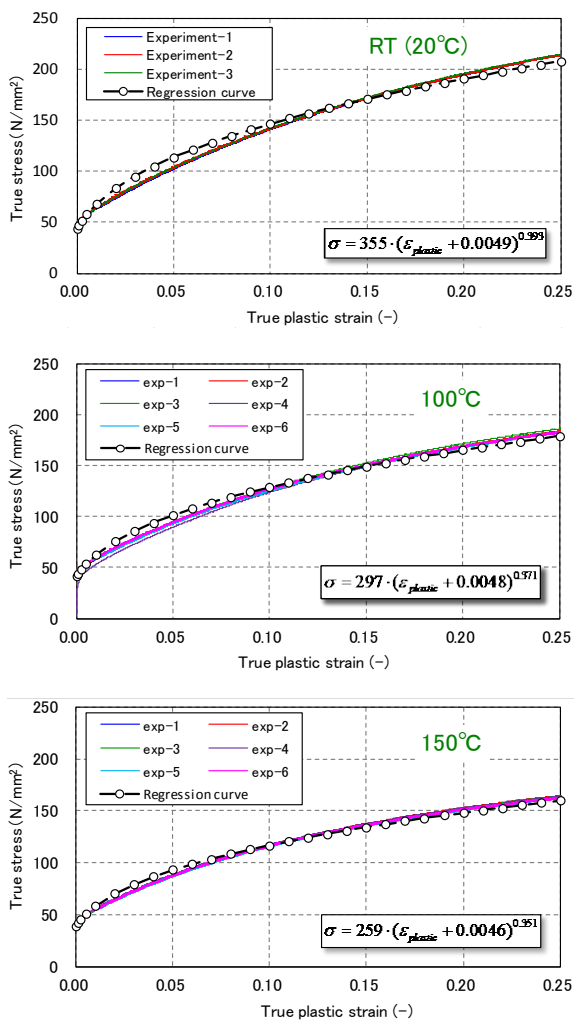 250
200
150
100
50
0
True stress (N/mm²)
Experiment-1
Experiment-2
Experiment-3
Regression curve
RT (20℃)
σ = 355·(ε_plastic + 0.0049)^0.393
0.00 0.05 0.10 0.15 0.20 0.25
True plastic strain (-)
250
200
150
100
50
0
True stress (N/mm²)
exp-1 exp-2
exp-3 exp-4
exp-5 exp-6
Regression curve
100℃
σ = 297·(ε_plastic + 0.0048)^0.371
0.00 0.05 0.10 0.15 0.20 0.25
True plastic strain (-)
250
200
150
100
50
0
True stress (N/mm²)
exp-1 exp-2
exp-3 exp-4
exp-5 exp-6
Regression curve
150℃
σ = 259·(ε_plastic + 0.0046)^0.351
0.00 0.05 0.10 0.15 0.20 0.25
True plastic strain (-)